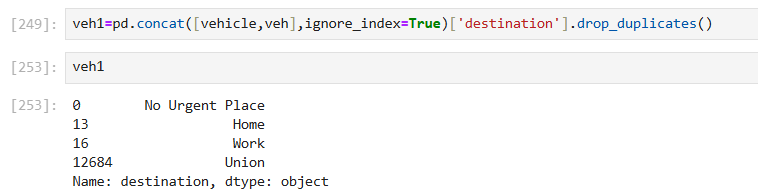 [249]: veh1=pd.concat([vehicle,veh],ignore_index=True)['destination'].drop_duplicates()
[253]: veh1
[253]: 0        No Urgent Place
13                  Home
16                  Work
12684              Union
Name: destination, dtype: object